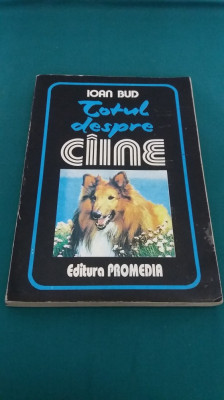 IOAN BUD
Totul
despre
CÎINE
Editura PROMEDIA